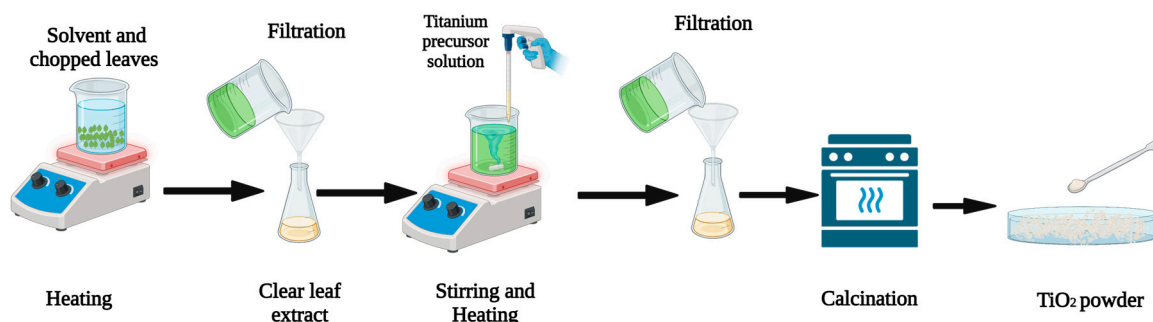 Solvent and
chopped leaves
Filtration
Titanium
precursor
solution
Filtration
Heating
Clear leaf
extract
Stirring and
Heating
Calcination
TiO₂ powder